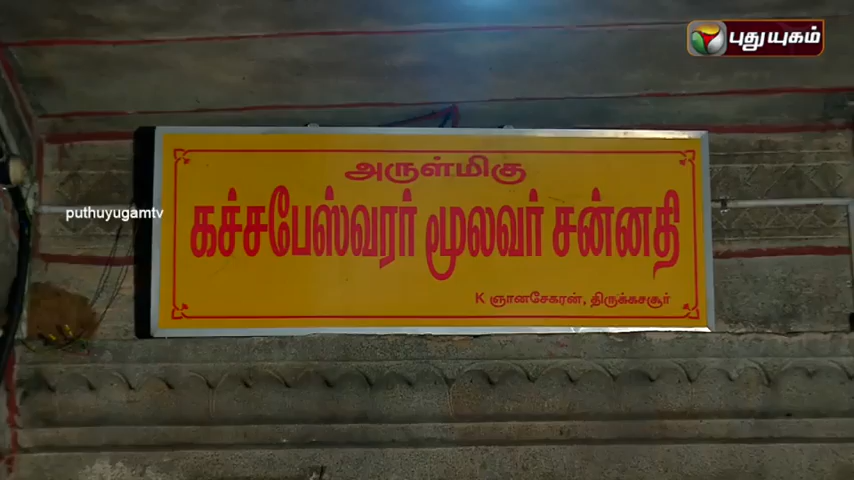 புதுயுகம்
அருள்மிகு
கச்சபேஸ்வரர் மூலவர் சன்னதி
puthuyugamtv
K ஞானசேகரன், திருக்கசசூர்